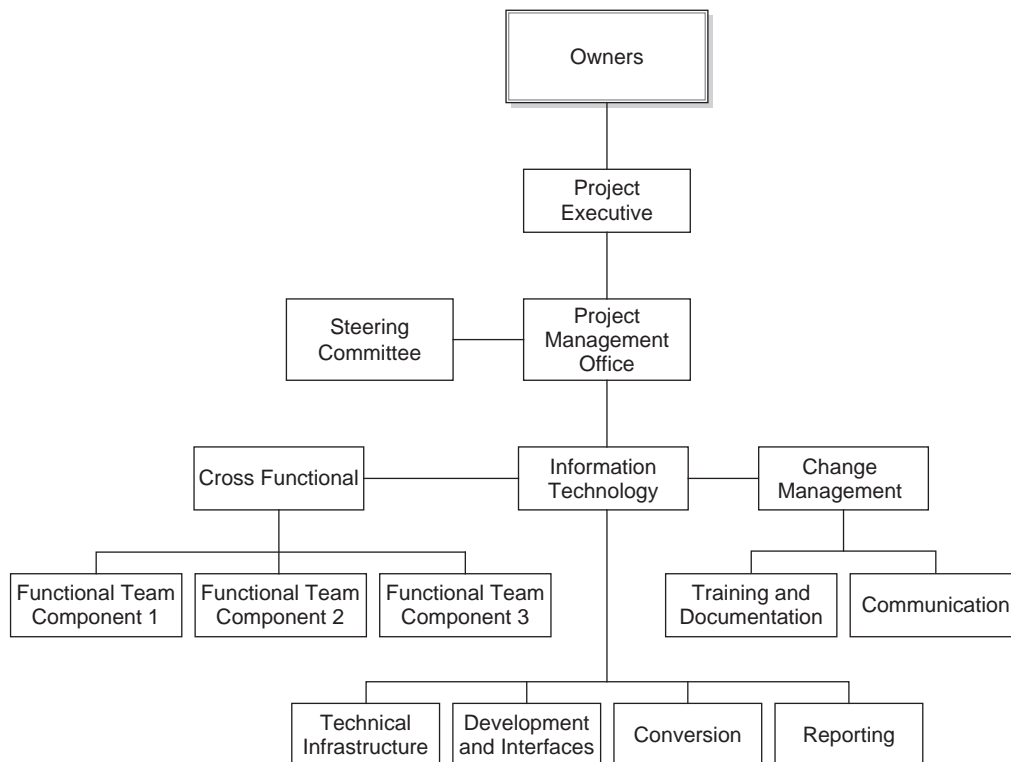 Owners
Project
Executive
Steering
Committee
Project
Management
Office
Cross Functional
Information
Technology
Change
Management
Functional Team
Component 1
Functional Team
Component 2
Functional Team
Component 3
Training and
Documentation
Communication
Technical
Infrastructure
Development
and Interfaces
Conversion
Reporting